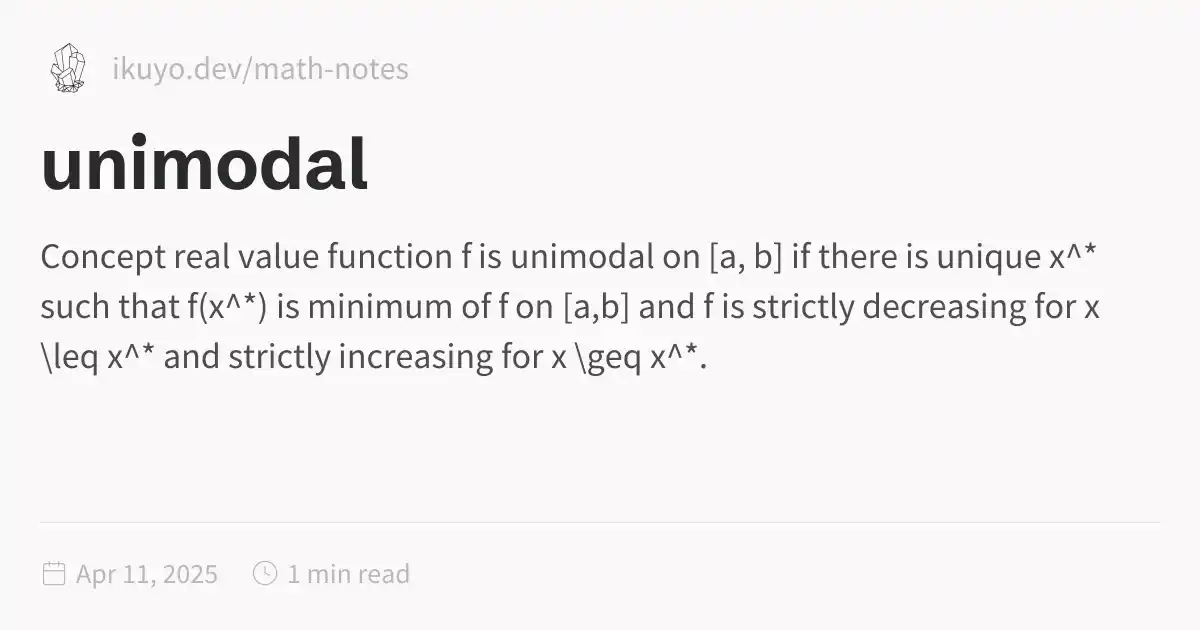 ikuyo.dev/math-notes
unimodal
Concept real value function f is unimodal on [a, b] if there is unique x^*
such that f(x^*) is minimum of f on [a,b] and f is strictly decreasing for x
\leq x^* and strictly increasing for x \geq x^*.
Apr 11, 2025 1 min read